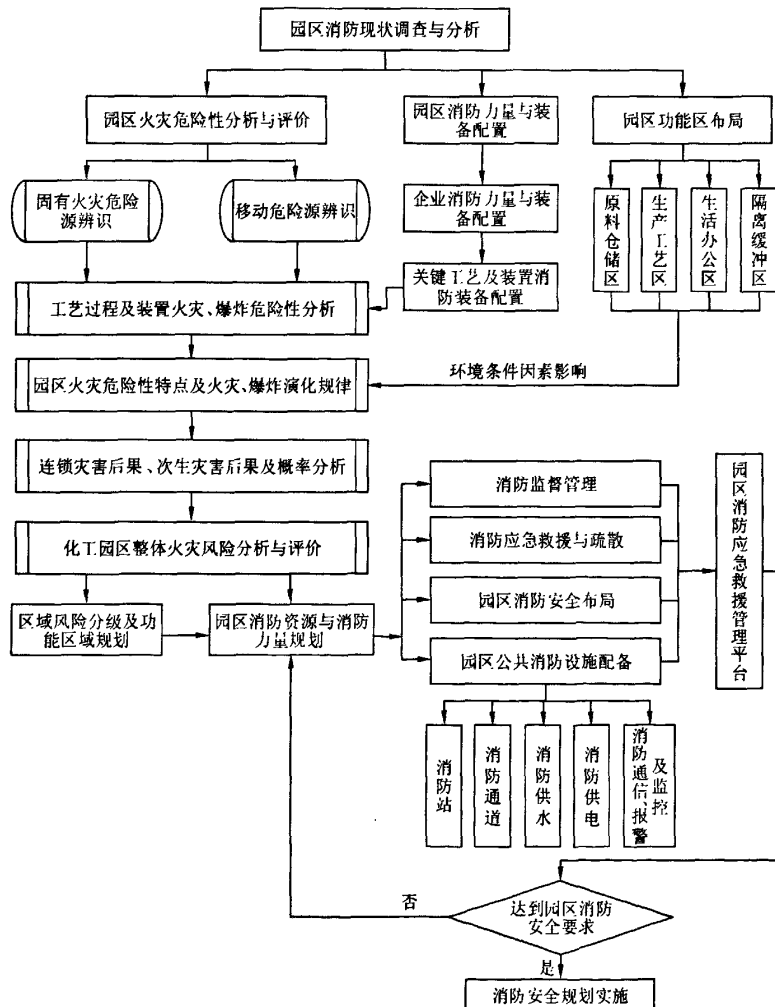 园区消防现状调查与分析
园区火灾危险性分析与评价
园区消防力量与装
备配置
园区功能区布局
固有火灾危险
源辨识
移动危险源辨识
企业消防力量与装
备配置
原料仓储区
生产工艺区
生活办公区
隔离缓冲区
关键工艺及装置消
防装备配置
工艺过程及装置火灾、爆炸危险性分析
环境条件因素影响
园区火灾危险性特点及火灾、爆炸演化规律
连锁灾害后果、次生灾害后果及概率分析
化工园区整体火灾风险分析与评价
区域风险分级及功
能区域规划
园区消防资源与消防
力量规划
消防监督管理
消防应急救援与疏散
园区消防安全布局
园区公共消防设施配备
园区消防应急救援管理平台
消防站
消防通道
消防供水
消防供电
消防通信、报警
及监控
达到园区消防
安全要求
否
是
消防安全规划实施